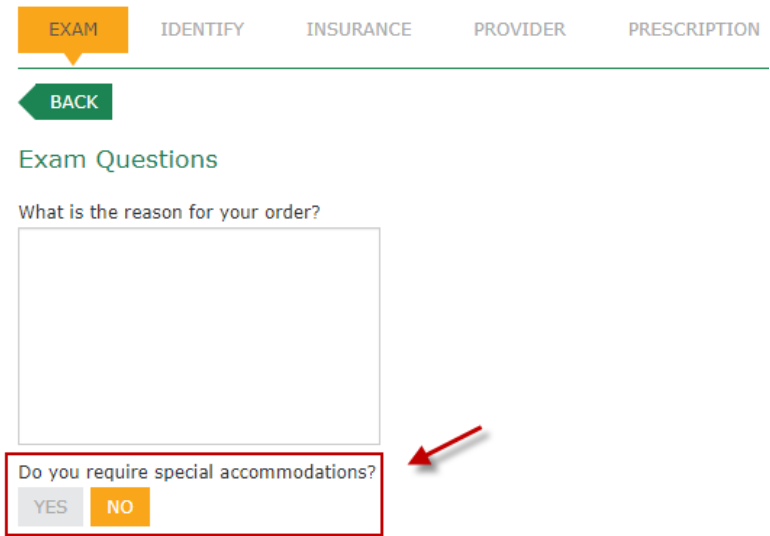 EXAM IDENTIFY INSURANCE PROVIDER PRESCRIPTION
BACK
Exam Questions
What is the reason for your order?
Do you require special accommodations?
YES NO